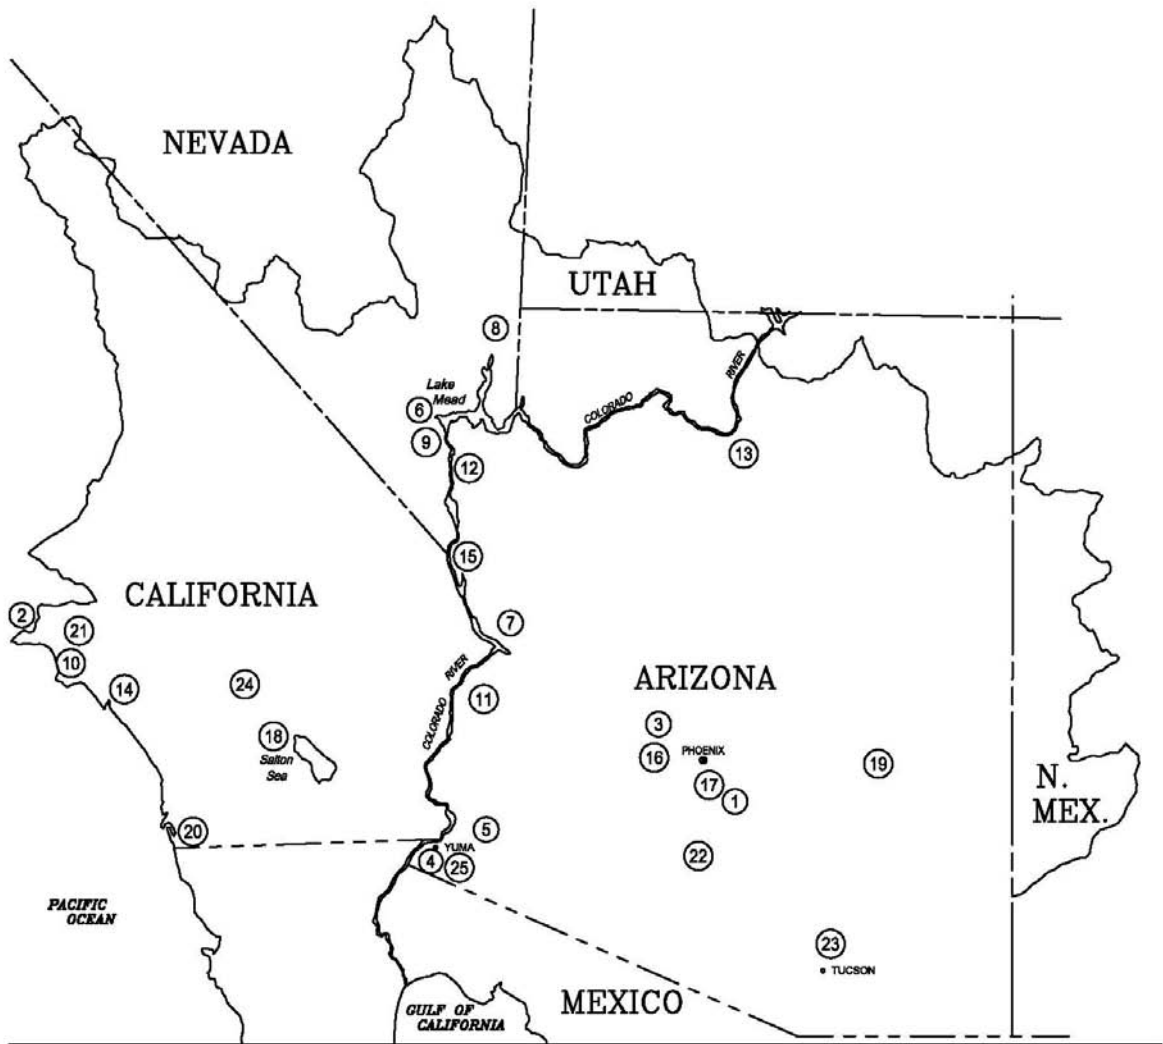 NEVADA
UTAH
8
Lake
Mead
6
9
12
COLORADO
RIVER
13
15
CALIFORNIA
2
21
10
14
24
7
RIVER
COLORADO
11
ARIZONA
3
16
PHOENIX
17
1
19
18
Salton
Sea
N.
MEX.
20
5
YUMA
4
25
22
PACIFIC
OCEAN
23
TUCSON
MEXICO
GULF OF
CALIFORNIA